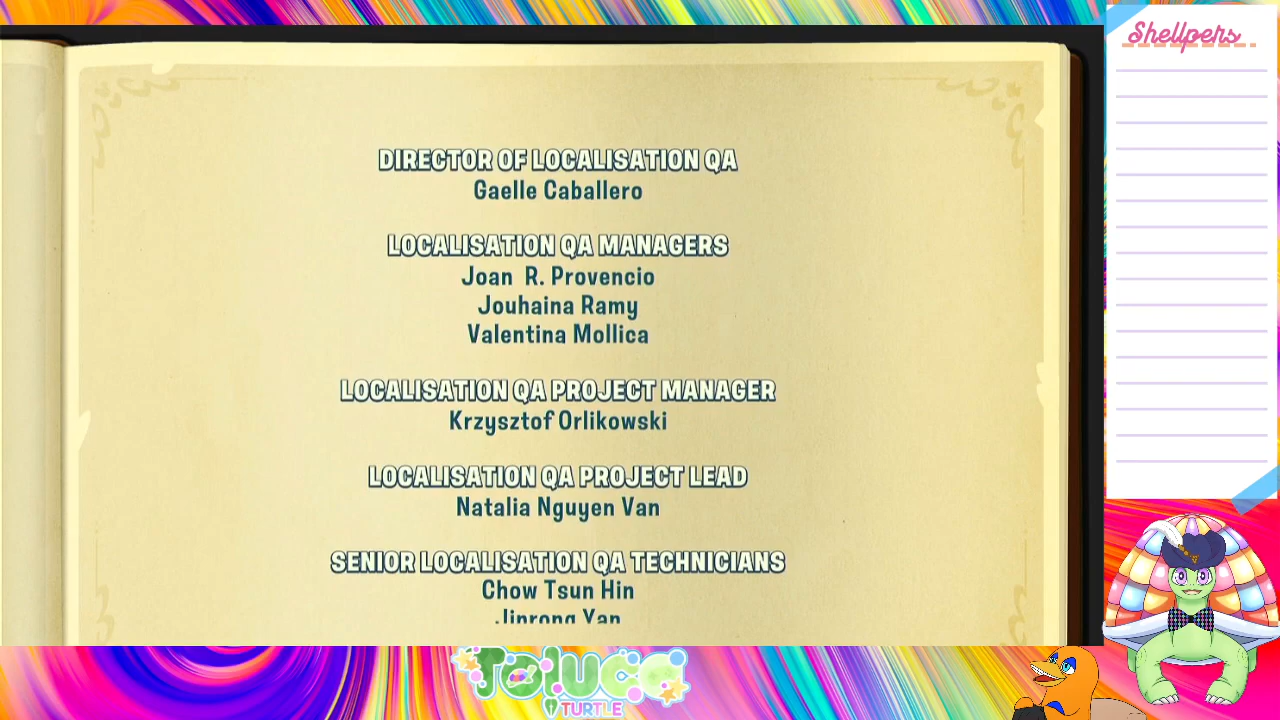 Shellpers
DIRECTOR OF LOCALISATION QA
Gaelle Caballero
LOCALISATION QA MANAGERS
Joan R. Provencio
Jouhaina Ramy
Valentina Mollica
LOCALISATION QA PROJECT MANAGER
Krzysztof Orlikowski
LOCALISATION QA PROJECT LEAD
Natalia Nguyen Van
SENIOR LOCALISATION QA TECHNICIANS
Chow Tsun Hin
Jinrong Yan
Toluca
TURTLE